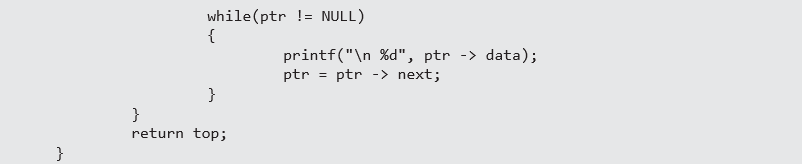 while(ptr != NULL)
{
printf("\n %d", ptr -> data);
ptr = ptr -> next;
}
}
return top;
}